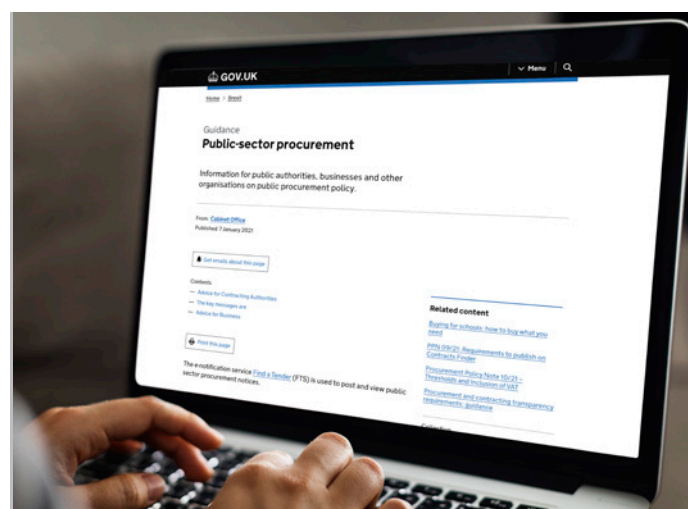 GOV.UK
Menu
Home > Brexit
Guidance
Public-sector procurement
Information for public authorities, businesses and other
organisations on public procurement policy.
From: Cabinet Office
Published 7 January 2021
Get emails about this page
Contents
— Advice for Contracting Authorities
— The key messages are
— Advice for Business
Print this page
The e-notification service Find a Tender (FTS) is used to post and view public
sector procurement notices.
Related content
Buying for schools: how to buy what you
need
PPN 09/21: Requirements to publish on
Contracts Finder
Procurement Policy Note 10/21 -
Thresholds and Inclusion of VAT
Procurement and contracting transparency
requirements: guidance